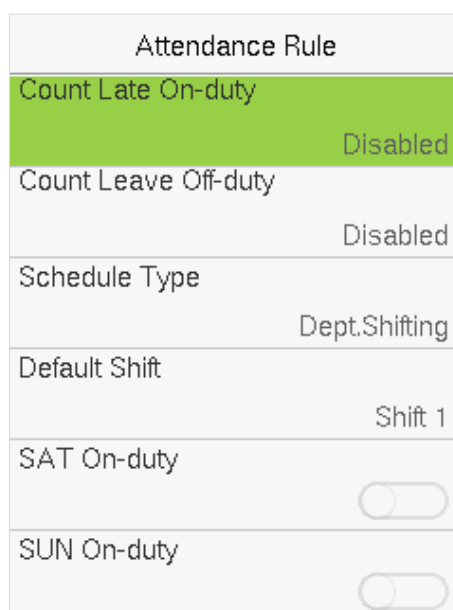 Attendance Rule
Count Late On-duty
Disabled
Count Leave Off-duty
Disabled
Schedule Type
Dept.Shifting
Default Shift
Shift 1
SAT On-duty
SUN On-duty